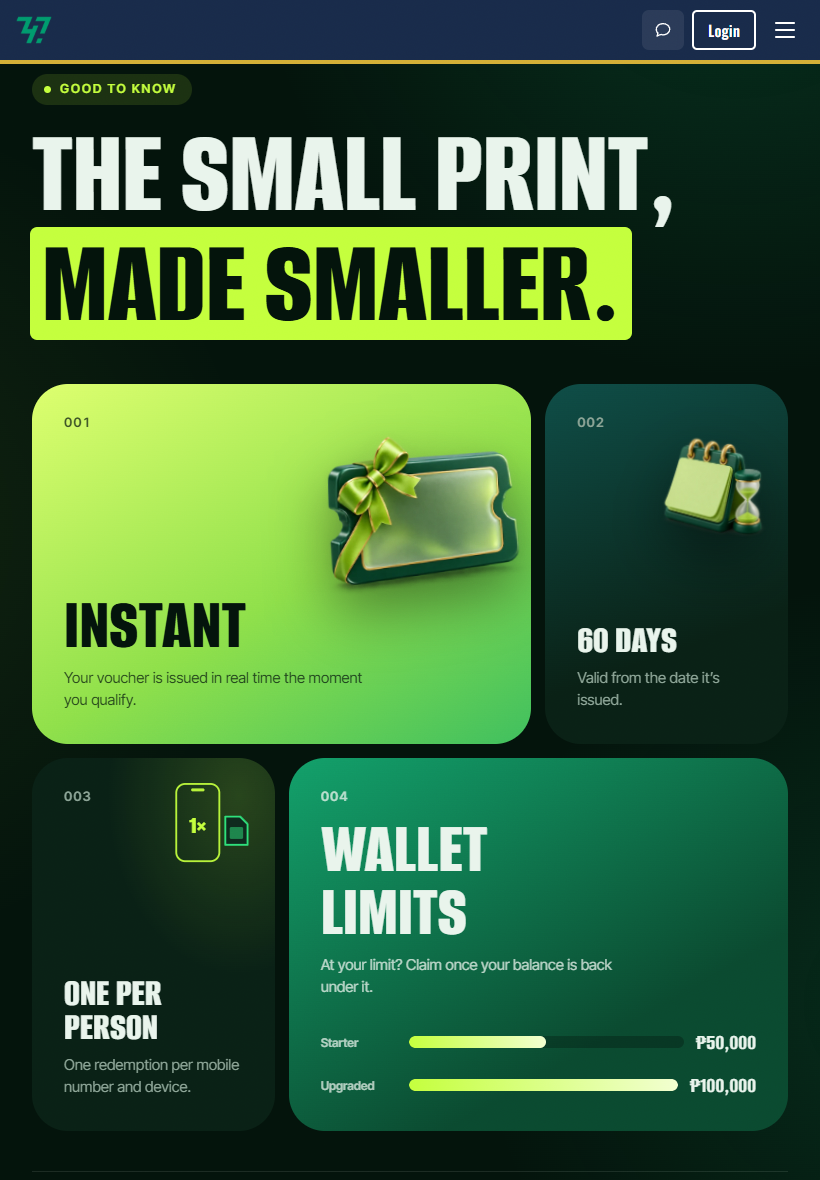 Login
GOOD TO KNOW
THE SMALL PRINT,
MADE SMALLER.
001
INSTANT
Your voucher is issued in real time the moment
you qualify.
002
60 DAYS
Valid from the date it's
issued.
003
1×
ONE PER
PERSON
One redemption per mobile
number and device.
004
WALLET
LIMITS
At your limit? Claim once your balance is back
under it.
Starter ₱50,000
Upgraded ₱100,000